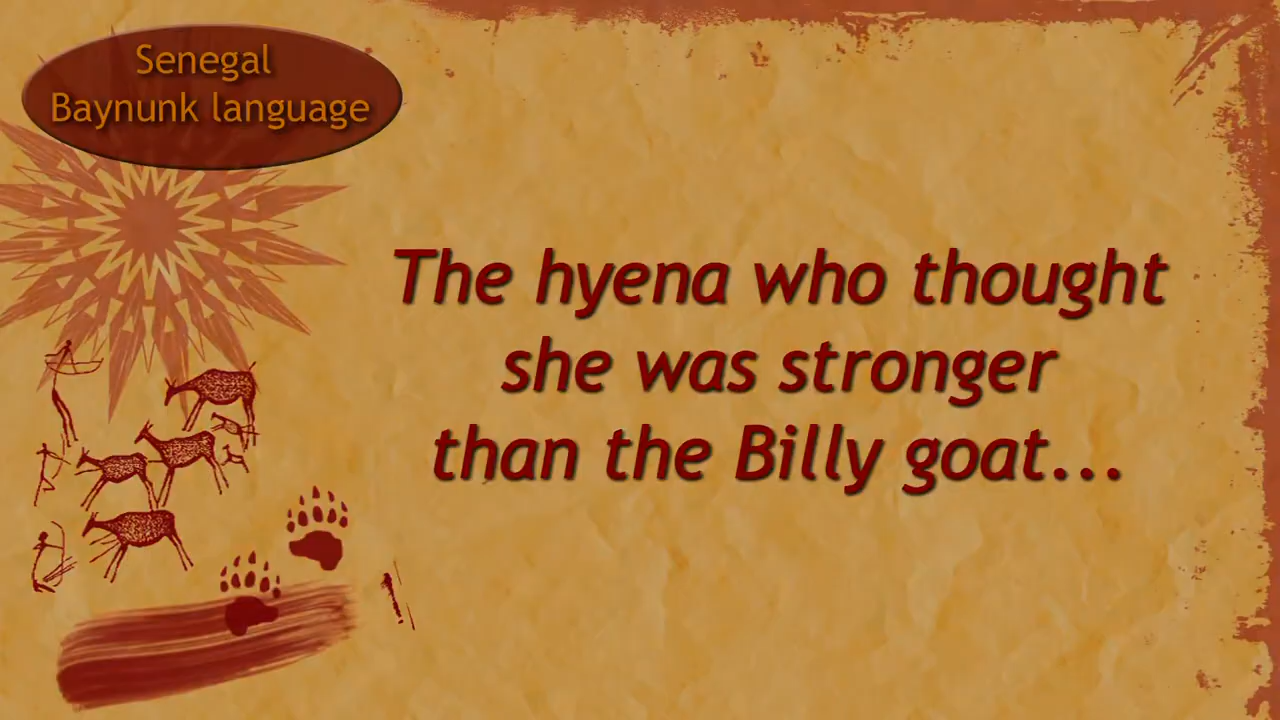 Senegal
Baynunk language
The hyena who thought
she was stronger
than the Billy goat...